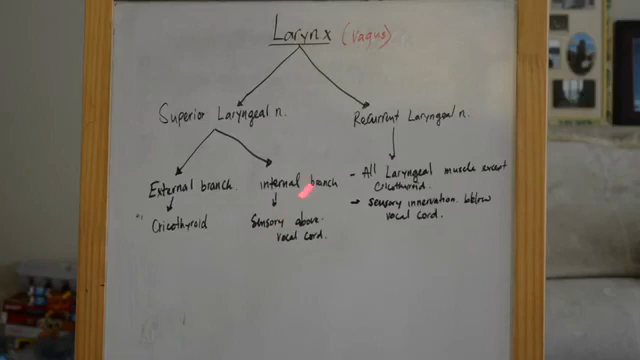 Larynx (vagus)
Superior Laryngeal n.
Recurrent Laryngeal n.
External branch
Cricothyroid
internal branch
Sensory above
vocal cord.
- All Laryngeal muscle except
Cricothyroid.
→ sensory innervation below
vocal cord.